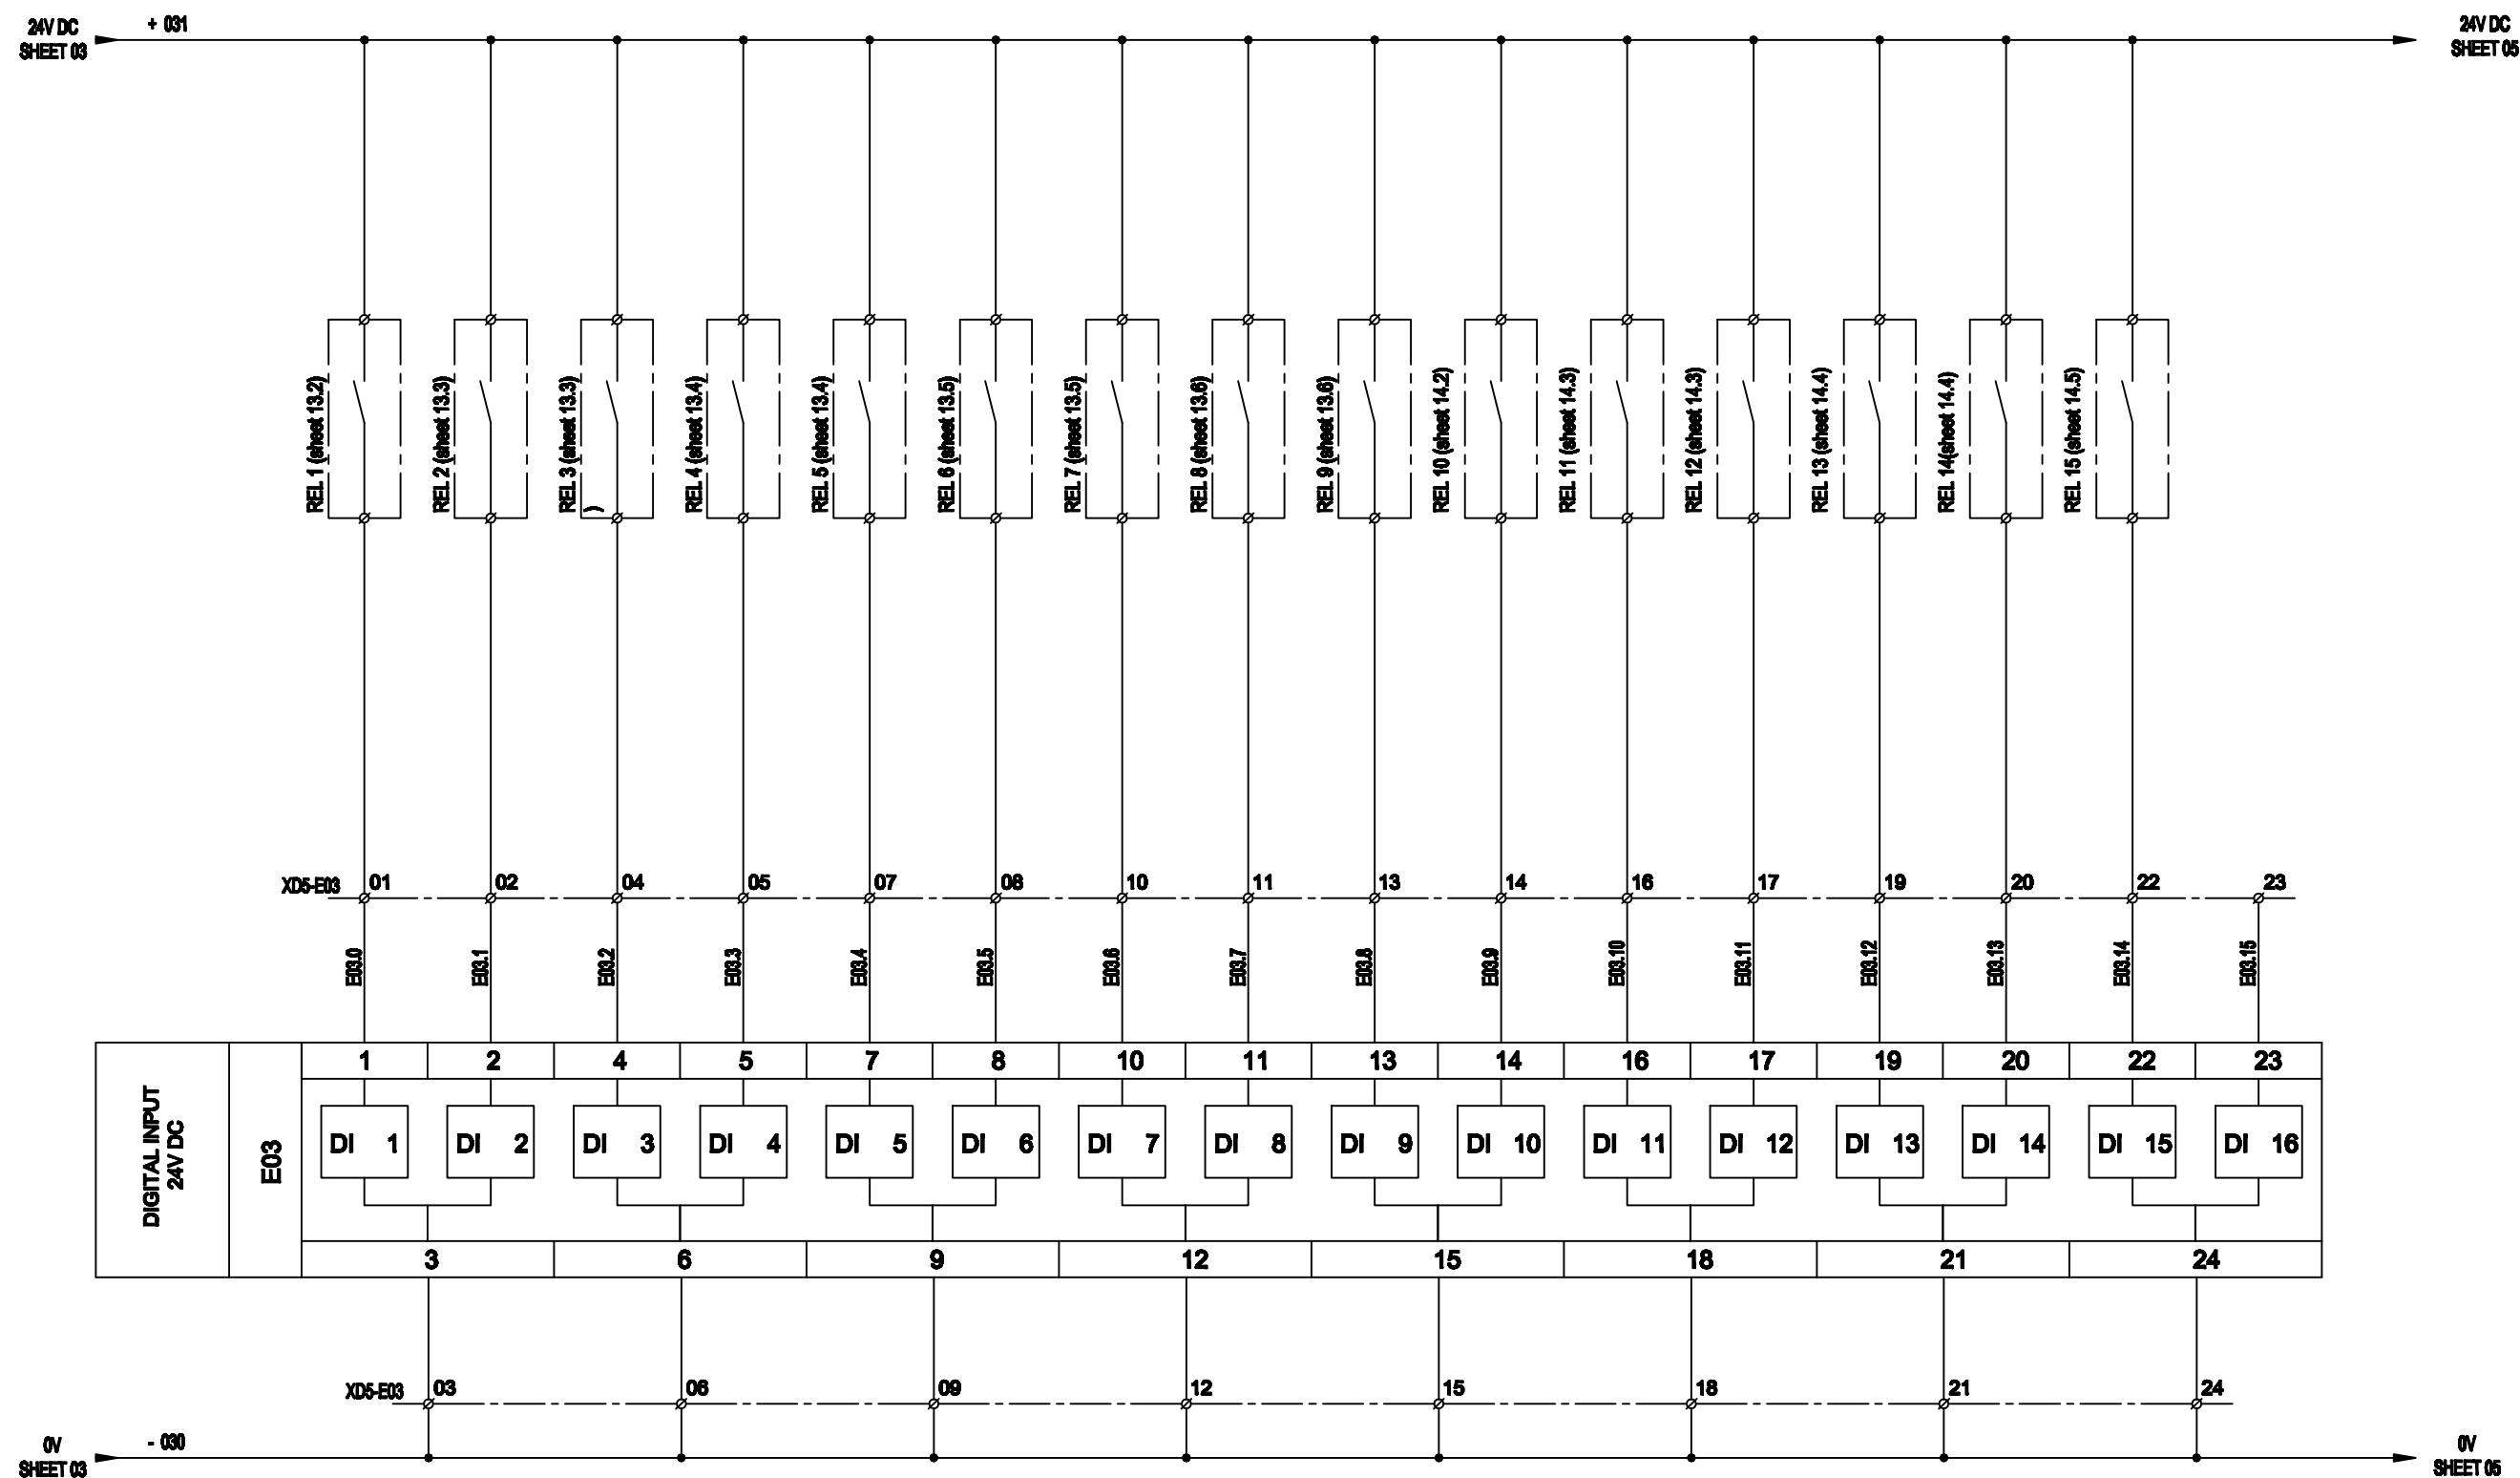 24V DC
SHEET 03
+ 031
24V DC
SHEET 05
REL 1 (sheet 13.2)
REL 2 (sheet 13.3)
REL 3 (sheet 13.3)
)
REL 4 (sheet 13.4)
REL 5 (sheet 13.4)
REL 6 (sheet 13.5)
REL 7 (sheet 13.5)
REL 8 (sheet 13.6)
REL 9 (sheet 13.6)
REL 10 (sheet 14.2)
REL 11 (sheet 14.3)
REL 12 (sheet 14.3)
REL 13 (sheet 14.4)
REL 14(sheet 14.4)
REL 15 (sheet 14.5)
XD5-E03 01 02 04 05 07 08 10 11 13 14 16 17 19 20 22 23
E03.0
E03.1
E03.2
E03.3
E03.4
E03.5
E03.6
E03.7
E03.8
E03.9
E03.10
E03.11
E03.12
E03.13
E03.14
E03.15
DIGITAL INPUT
24V DC
E03
1 2 4 5 7 8 10 11 13 14 16 17 19 20 22 23
DI 1 DI 2 DI 3 DI 4 DI 5 DI 6 DI 7 DI 8 DI 9 DI 10 DI 11 DI 12 DI 13 DI 14 DI 15 DI 16
3 6 9 12 15 18 21 24
XD5-E03 03 06 09 12 15 18 21 24
0V
SHEET 03
- 030
0V
SHEET 05